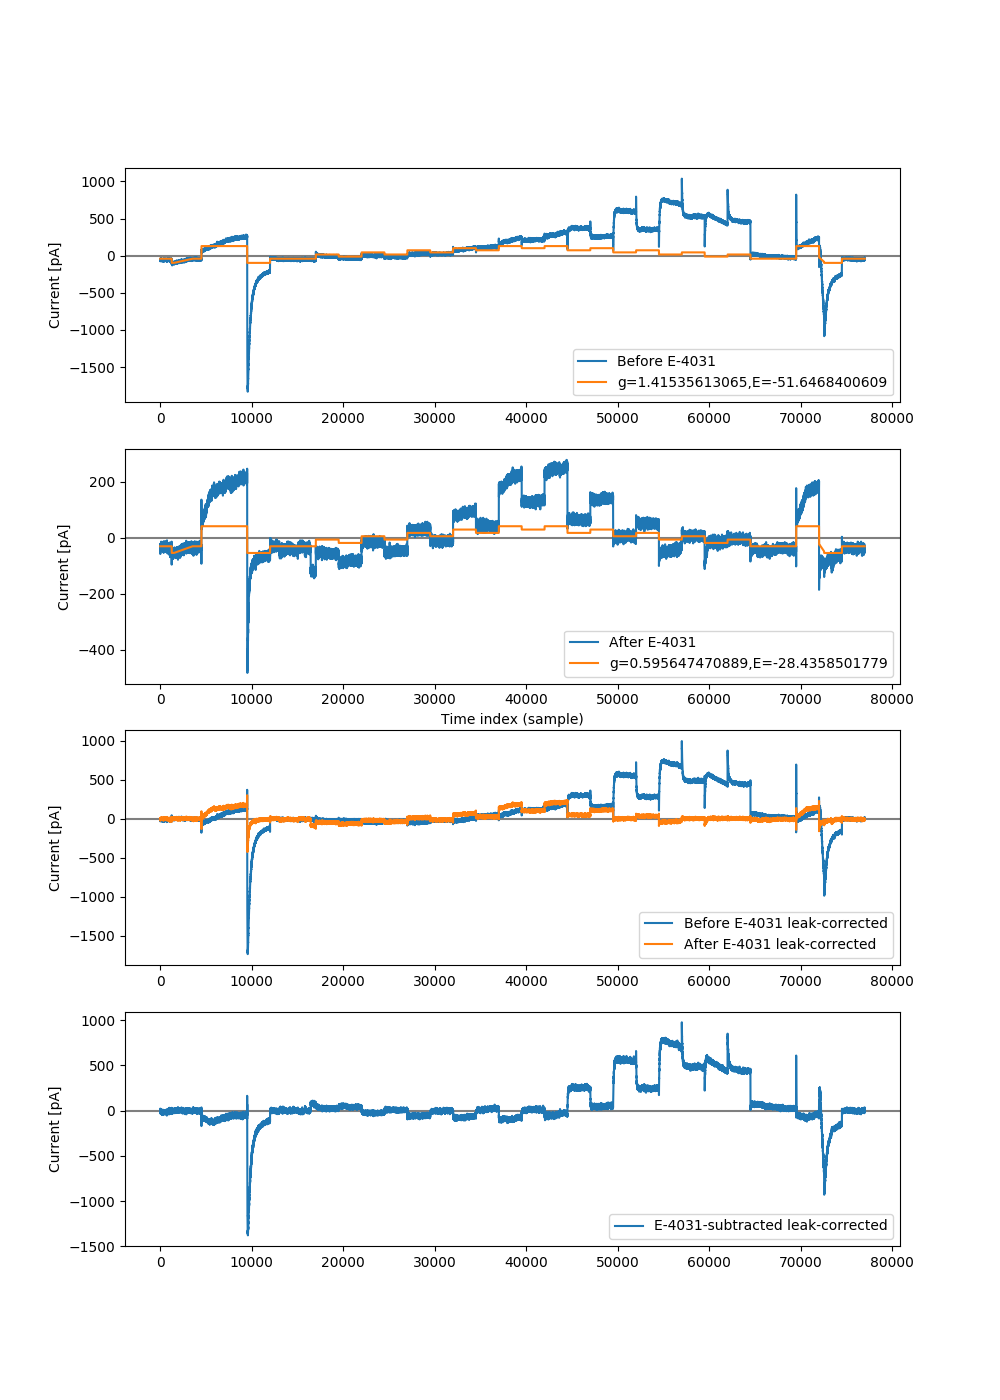 1000
500
0
−500
−1000
−1500
Current [pA]
Before E-4031
g=1.41535613065,E=-51.6468400609
0 10000 20000 30000 40000 50000 60000 70000 80000
200
0
−200
−400
Current [pA]
After E-4031
g=0.595647470889,E=-28.4358501779
0 10000 20000 30000 40000 50000 60000 70000 80000
Time index (sample)
1000
500
0
−500
−1000
−1500
Current [pA]
Before E-4031 leak-corrected
After E-4031 leak-corrected
0 10000 20000 30000 40000 50000 60000 70000 80000
1000
500
0
−500
−1000
−1500
Current [pA]
E-4031-subtracted leak-corrected
0 10000 20000 30000 40000 50000 60000 70000 80000